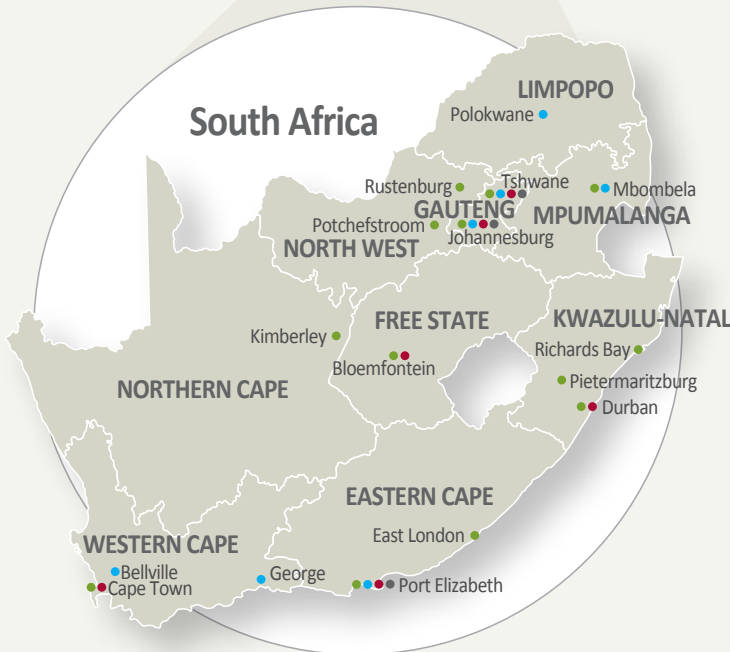 LIMPOPO
Polokwane
South Africa
Rustenburg
Tshwane
Mbombela
GAUTENG
MPUMALANGA
Potchefstroom
Johannesburg
NORTH WEST
KWAZULU-NATAL
FREE STATE
Kimberley
Richards Bay
Bloemfontein
Pietermaritzburg
NORTHERN CAPE
Durban
EASTERN CAPE
East London
WESTERN CAPE
Bellville
George
Cape Town
Port Elizabeth